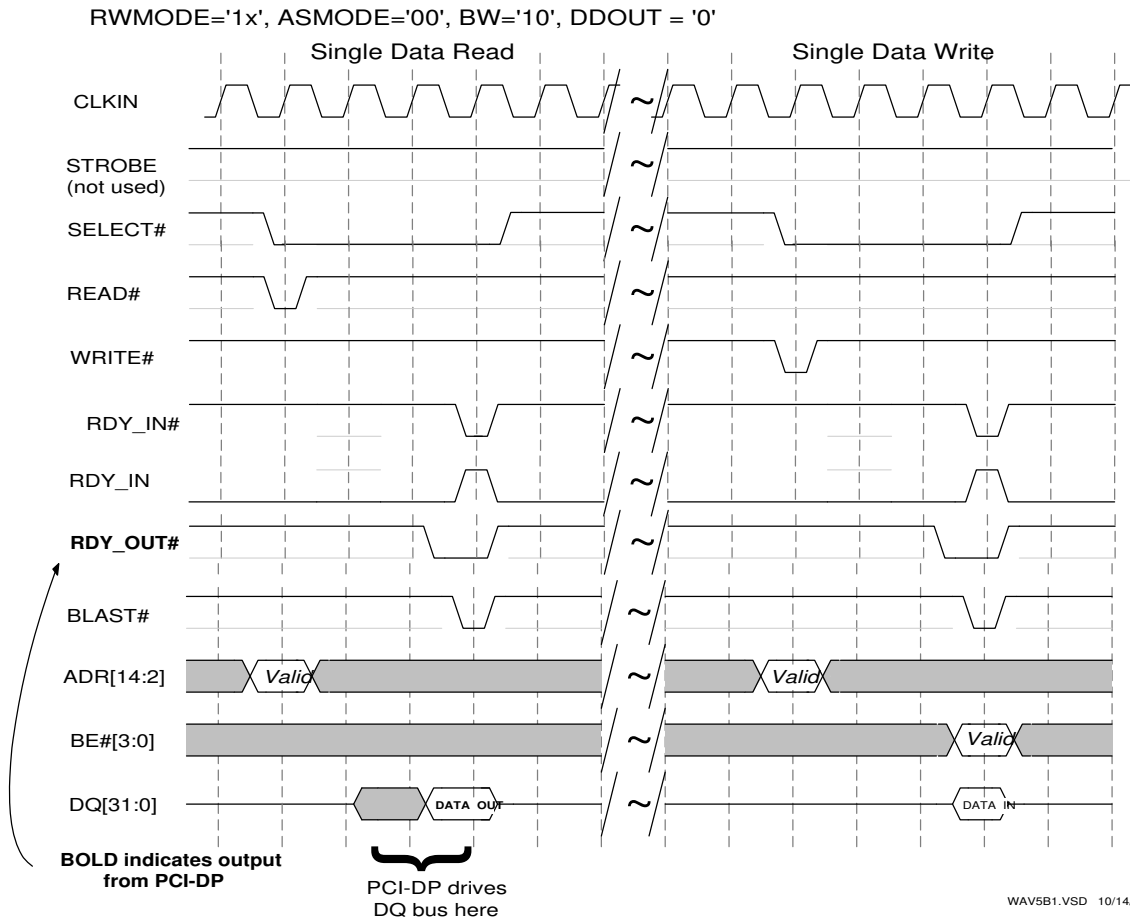 RWMODE='1x', ASMODE='00', BW='10', DDOUT = '0'
Single Data Read
Single Data Write
CLKIN
~
STROBE
(not used)
~
SELECT#
~
READ#
~
WRITE#
~
RDY_IN#
~
RDY_IN
~
RDY_OUT#
~
BLAST#
~
ADR[14:2]
Valid
~
Valid
BE#[3:0]
~
Valid
DQ[31:0]
DATA OUT
~
DATA IN
BOLD indicates output
from PCI-DP
PCI-DP drives
DQ bus here
WAV5B1.VSD 10/14/